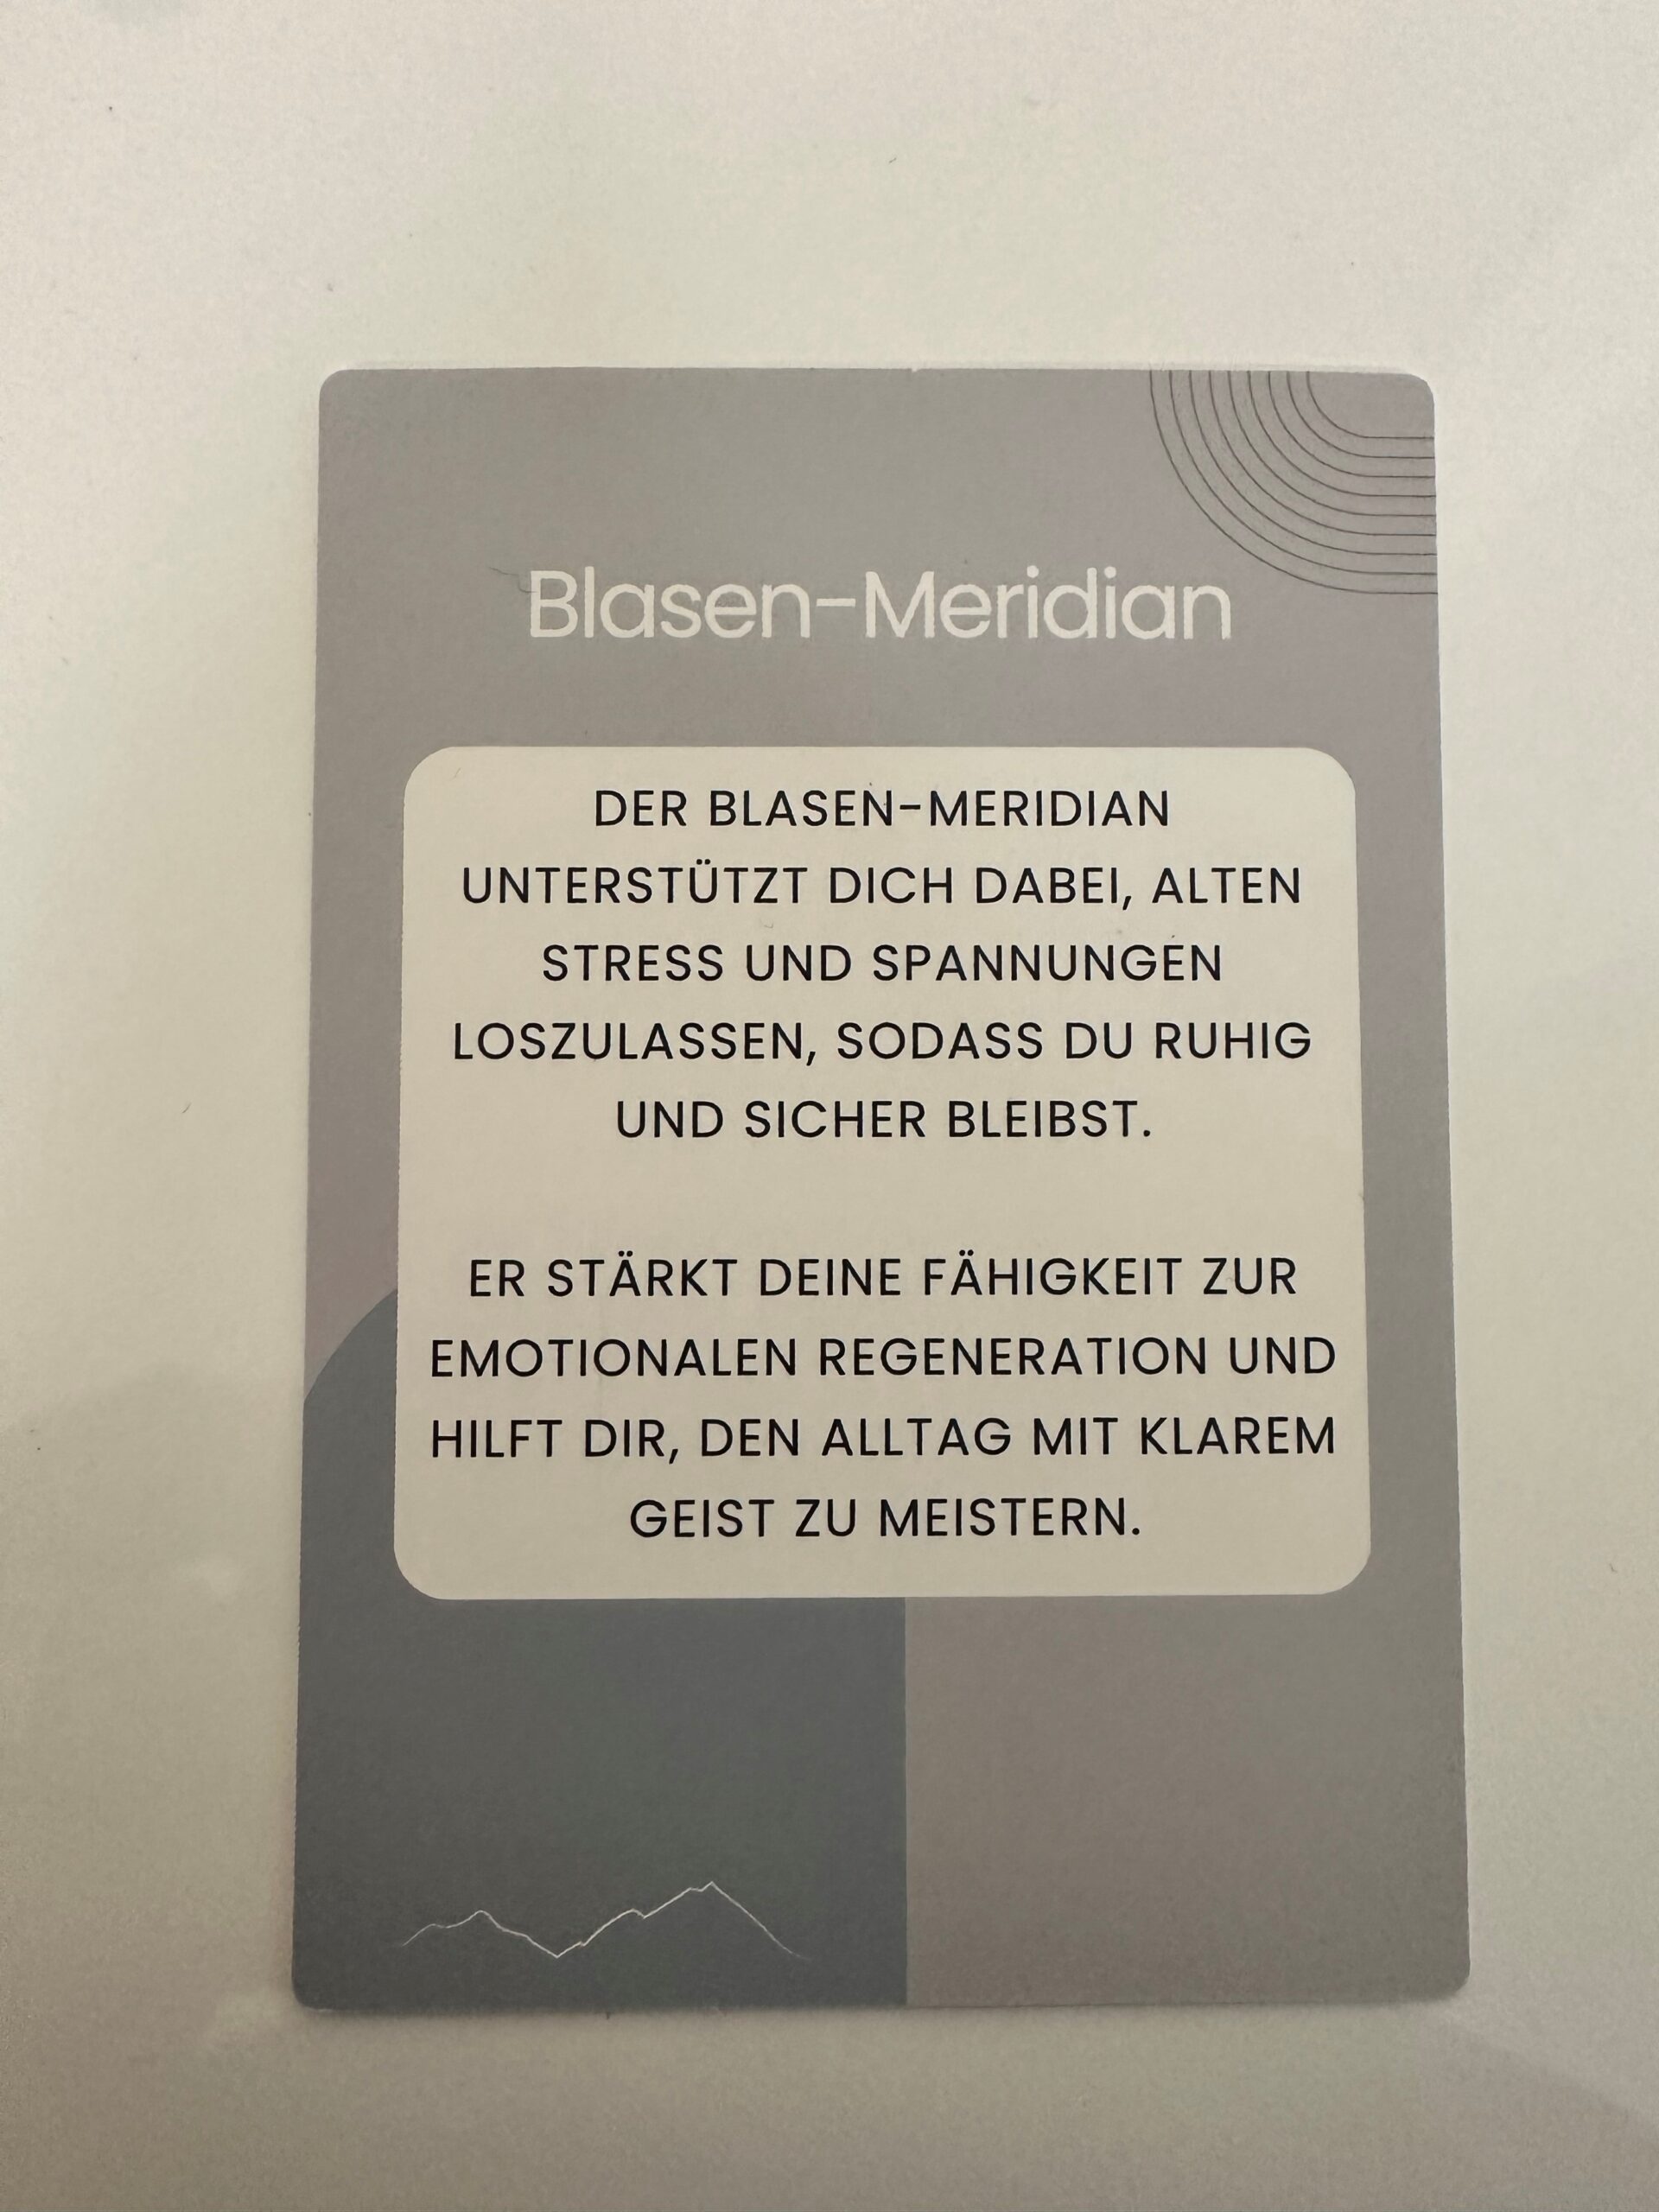 Blasen-Meridian
DER BLASEN-MERIDIAN
UNTERSTÜTZT DICH DABEI, ALTEN
STRESS UND SPANNUNGEN
LOSZULASSEN, SODASS DU RUHIG
UND SICHER BLEIBST.
ER STÄRKT DEINE FÄHIGKEIT ZUR
EMOTIONALEN REGENERATION UND
HILFT DIR, DEN ALLTAG MIT KLAREM
GEIST ZU MEISTERN.